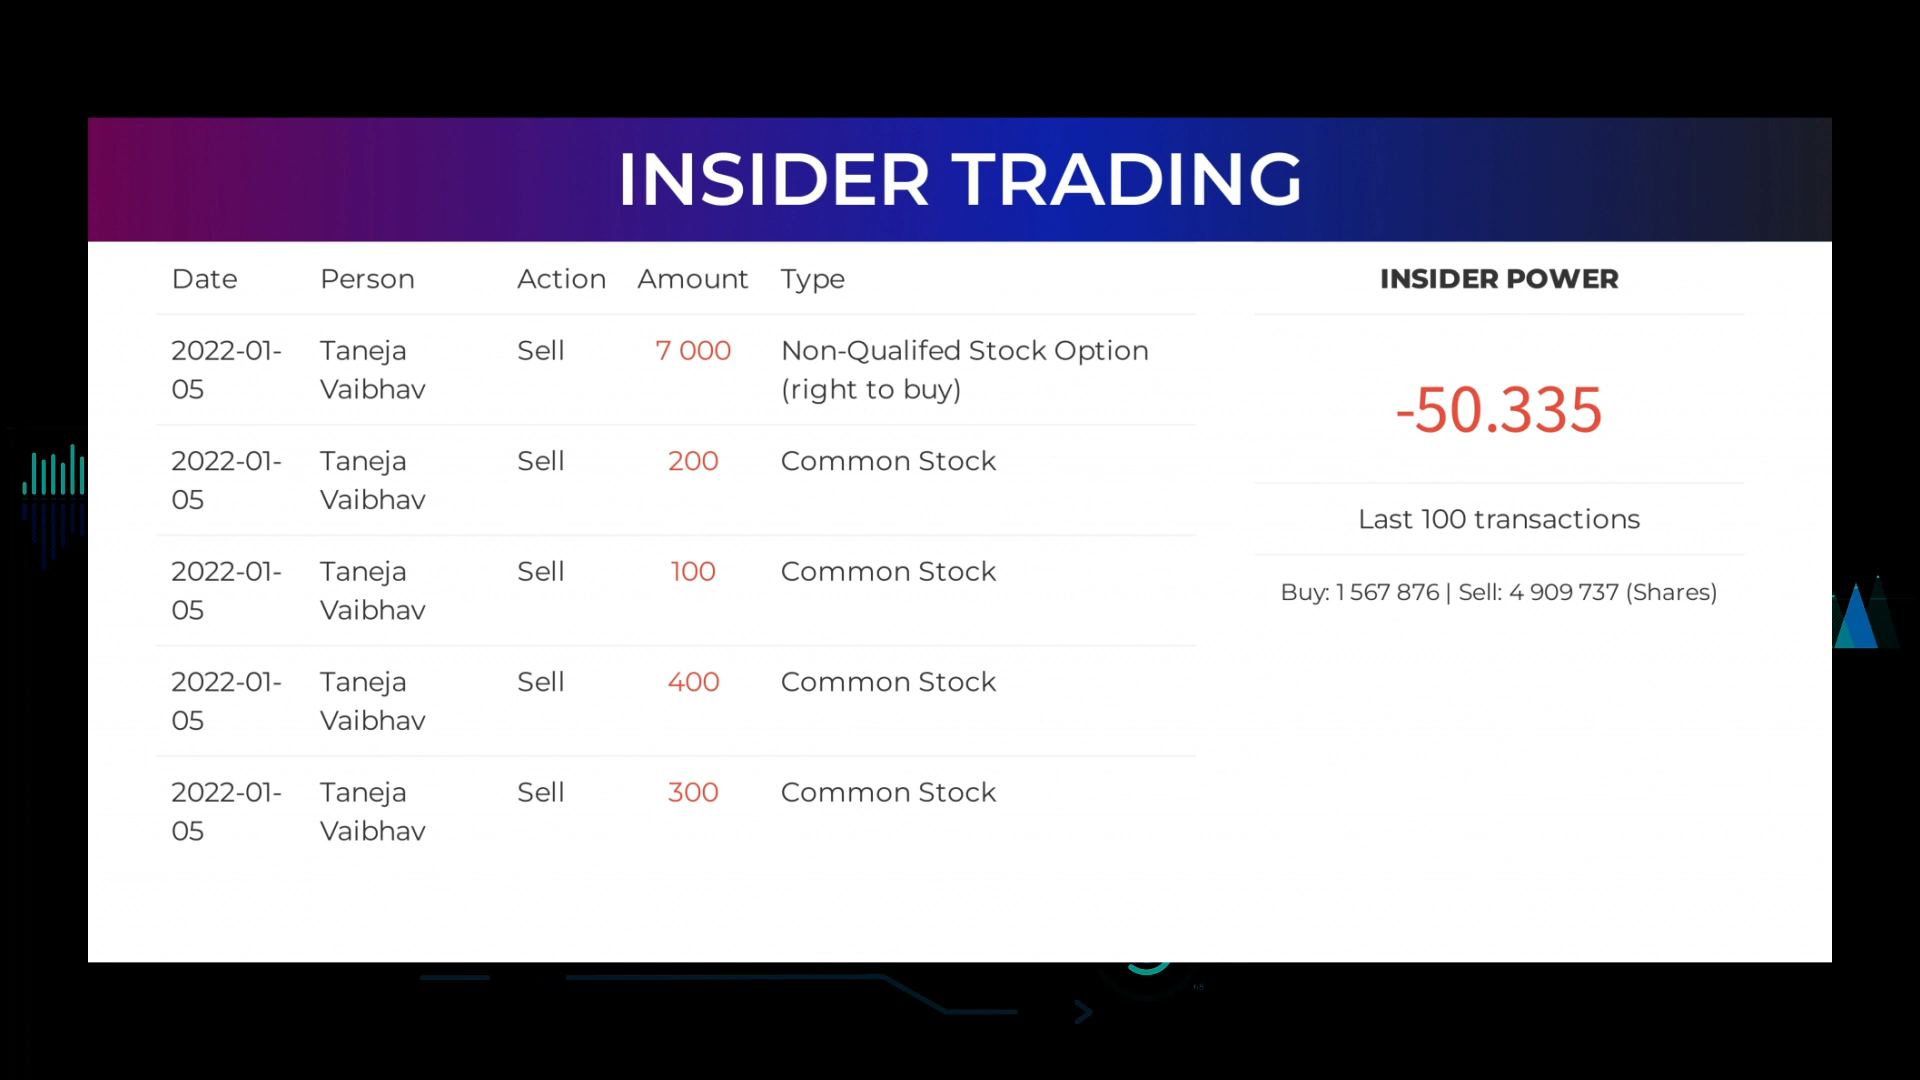 INSIDER TRADING
Date Person Action Amount Type
2022-01-05 Taneja Vaibhav Sell 7 000 Non-Qualifed Stock Option (right to buy)
2022-01-05 Taneja Vaibhav Sell 200 Common Stock
2022-01-05 Taneja Vaibhav Sell 100 Common Stock
2022-01-05 Taneja Vaibhav Sell 400 Common Stock
2022-01-05 Taneja Vaibhav Sell 300 Common Stock
INSIDER POWER
-50.335
Last 100 transactions
Buy: 1 567 876 | Sell: 4 909 737 (Shares)